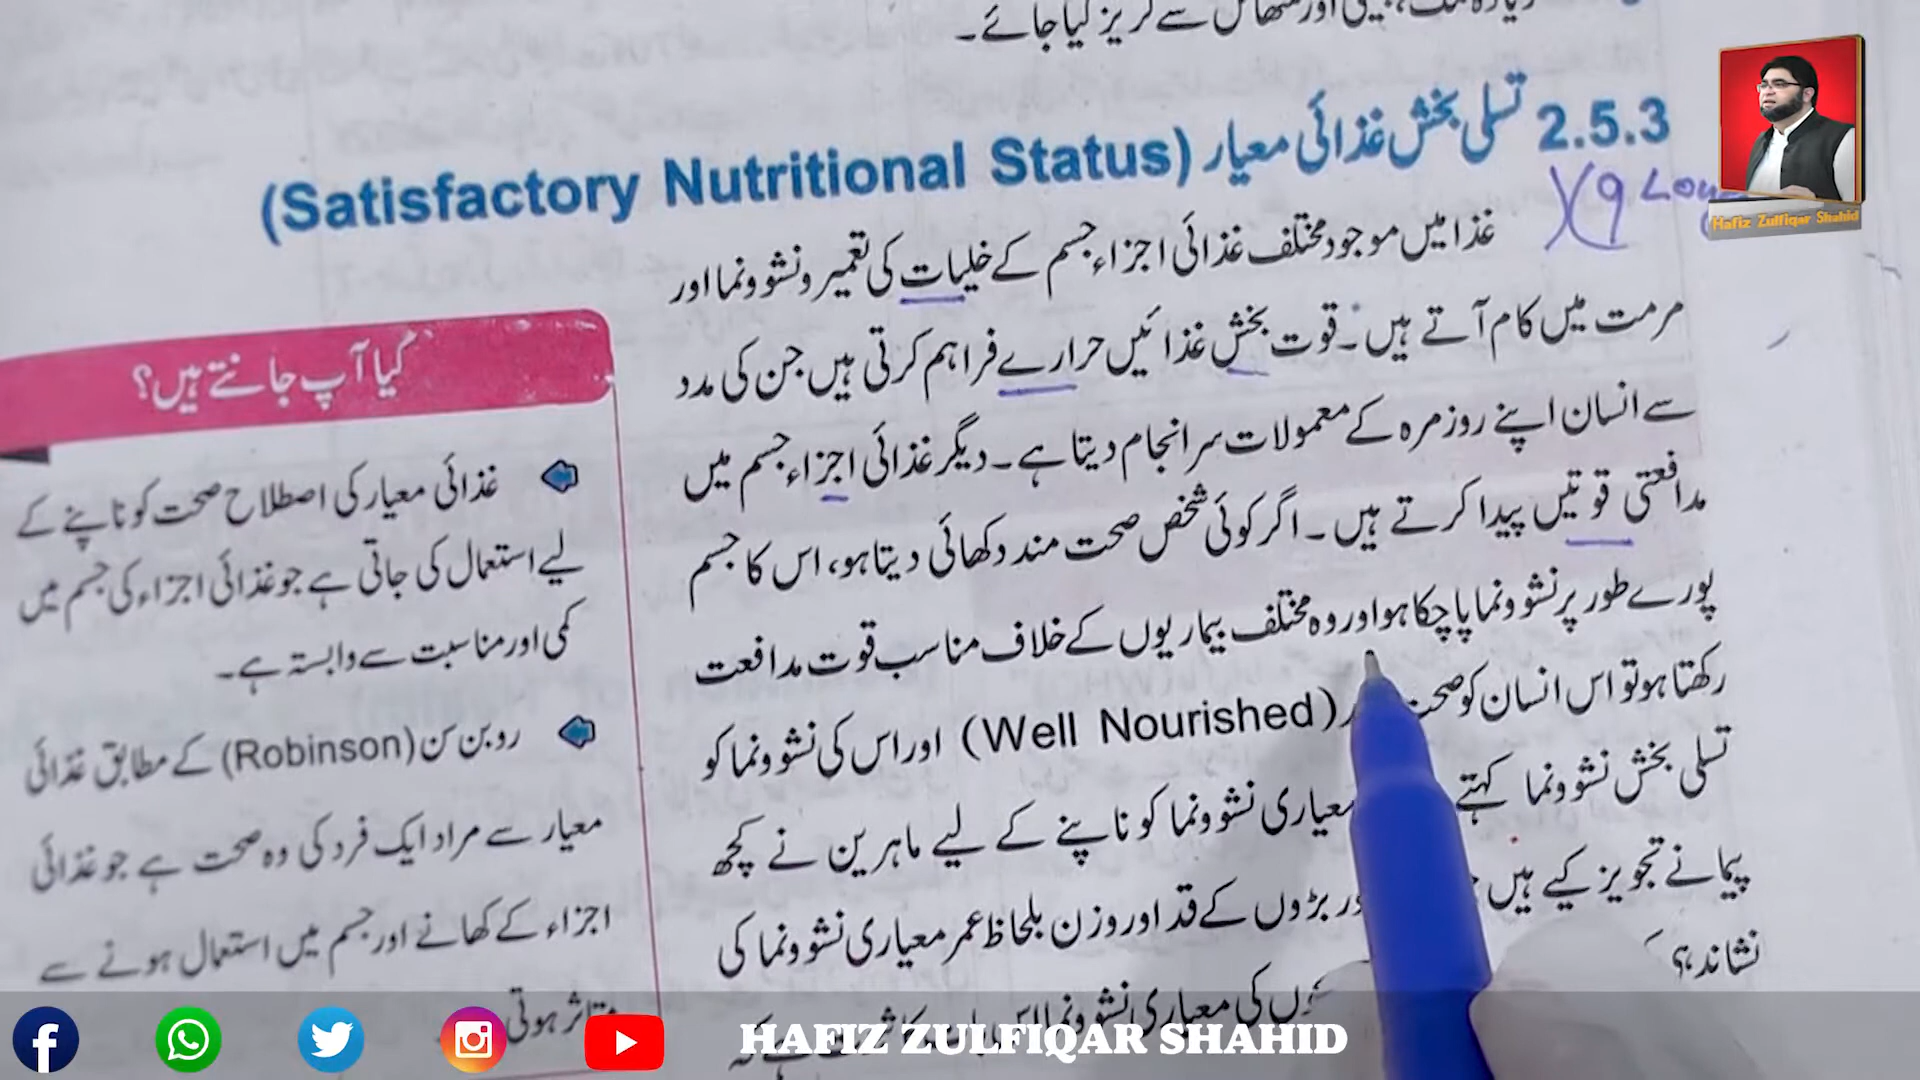 سے گریز کیا جائے۔
2.5.3 تسلی بخش غذائی معیار (Satisfactory Nutritional Status)
غذا میں موجود مختلف غذائی اجزاء جسم کے خلیات کی تعمیر و نشوونما اور
مرمت میں کام آتے ہیں۔ قوت بخش غذائیں حرارے فراہم کرتی ہیں جن کی مدد
سے انسان اپنے روزمرہ کے معمولات سرانجام دیتا ہے۔ دیگر غذائی اجزاء جسم میں
مدافعتی قوتیں پیدا کرتے ہیں۔ اگر کوئی شخص صحت مند دکھائی دیتا ہو، اس کا جسم
پورے طور پر نشوونما پا چکا ہو اور وہ مختلف بیماریوں کے خلاف مناسب قوت مدافعت
رکھتا ہو تو اس انسان کو (Well Nourished) اور اس کی نشوونما کو
تسلی بخش نشوونما کہتے معیاری نشوونما کو ناپنے کے لیے ماہرین نے کچھ
پیمانے تجویز کیے ہیں بڑوں کے قد اور وزن بلحاظ عمر معیاری نشوونما کی
کی معیاری نشوونما
کیا آپ جانتے ہیں؟
غذائی معیار کی اصطلاح صحت کو ناپنے کے
لیے استعمال کی جاتی ہے جو غذائی اجزاء کی جسم میں
کمی اور مناسبت سے وابستہ ہے۔
روبن سن (Robinson) کے مطابق غذائی
معیار سے مراد ایک فرد کی وہ صحت ہے جو غذائی
اجزاء کے کھانے اور جسم میں استعمال ہونے سے
متاثر ہوتی
Hafiz Zulfiqar Shahid
HAFIZ ZULFIQAR SHAHID